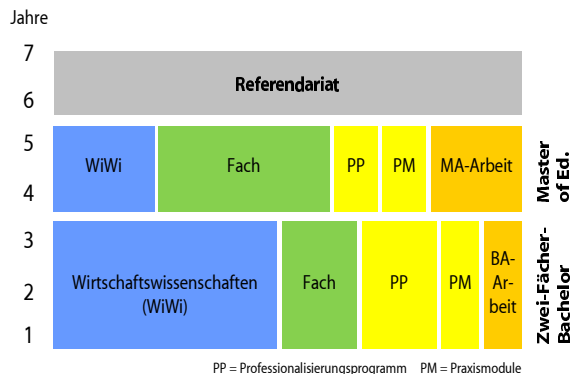 Jahre
7
6
Referendariat
5
4
WiWi
Fach
PP
PM
MA-Arbeit
Master
of Ed.
3
2
1
Wirtschaftswissenschaften
(WiWi)
Fach
PP
PM
BA-
Ar-
beit
Zwei-Fächer-
Bachelor
PP = Professionalisierungsprogramm PM = Praxismodule